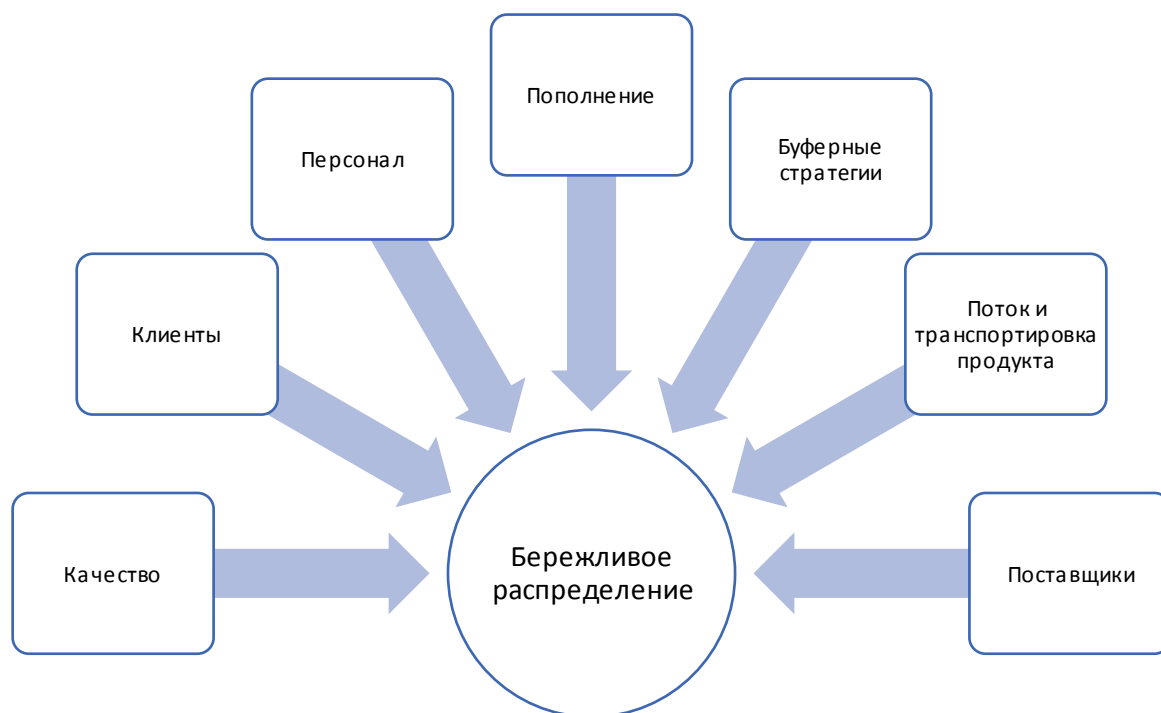 Пополнение
Персонал
Буферные
стратегии
Клиенты
Поток и
транспортировка
продукта
Качество
Бережливое
распределение
Поставщики